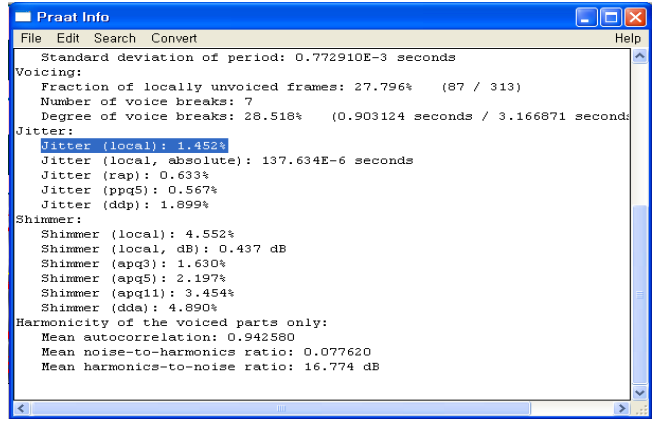 Praat Info
File Edit Search Convert Help
Standard deviation of period: 0.772910E-3 seconds
Voicing:
Fraction of locally unvoiced frames: 27.796% (87 / 313)
Number of voice breaks: 7
Degree of voice breaks: 28.518% (0.903124 seconds / 3.166871 seconds
Jitter:
Jitter (local): 1.452%
Jitter (local, absolute): 137.634E-6 seconds
Jitter (rap): 0.633%
Jitter (ppq5): 0.567%
Jitter (ddp): 1.899%
Shimmer:
Shimmer (local): 4.552%
Shimmer (local, dB): 0.437 dB
Shimmer (apq3): 1.630%
Shimmer (apq5): 2.197%
Shimmer (apq11): 3.454%
Shimmer (dda): 4.890%
Harmonicity of the voiced parts only:
Mean autocorrelation: 0.942580
Mean noise-to-harmonics ratio: 0.077620
Mean harmonics-to-noise ratio: 16.774 dB